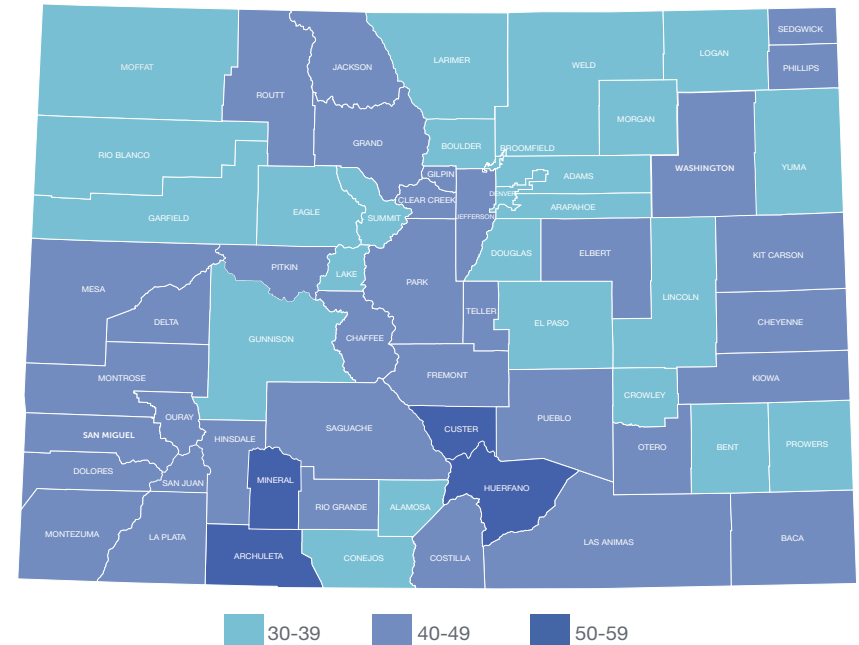 SEDGWICK
MOFFAT
ROUTT
JACKSON
LARIMER
WELD
LOGAN
PHILLIPS
MORGAN
GRAND
BOULDER
BROOMFIELD
RIO BLANCO
WASHINGTON
YUMA
GILPIN
ADAMS
CLEAR CREEK
DENVER
ARAPAHOE
EAGLE
SUMMIT
JEFFERSON
GARFIELD
DOUGLAS
ELBERT
KIT CARSON
PITKIN
LAKE
PARK
MESA
LINCOLN
TELLER
DELTA
EL PASO
CHEYENNE
GUNNISON
CHAFFEE
MONTROSE
FREMONT
KIOWA
CROWLEY
OURAY
SAGUACHE
CUSTER
PUEBLO
SAN MIGUEL
HINSDALE
OTERO
BENT
PROWERS
DOLORES
SAN JUAN
MINERAL
HUERFANO
RIO GRANDE
ALAMOSA
MONTEZUMA
LA PLATA
ARCHULETA
CONEJOS
COSTILLA
LAS ANIMAS
BACA
30-39
40-49
50-59